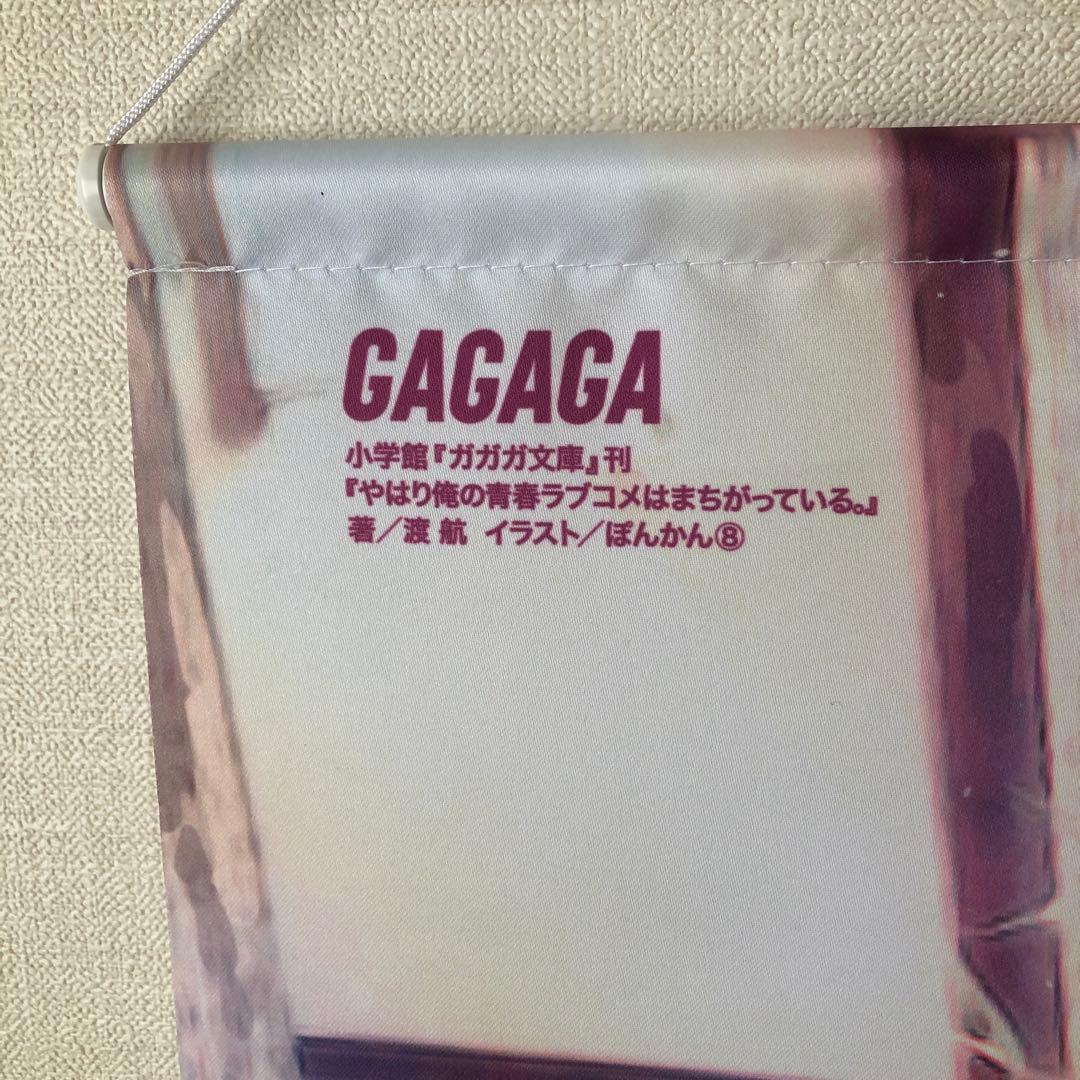 GAGAGA
小学館『ガガガ文庫』刊
『やはり俺の青春ラブコメはまちがっている。』
著／渡 航 イラスト／ぽんかん⑧